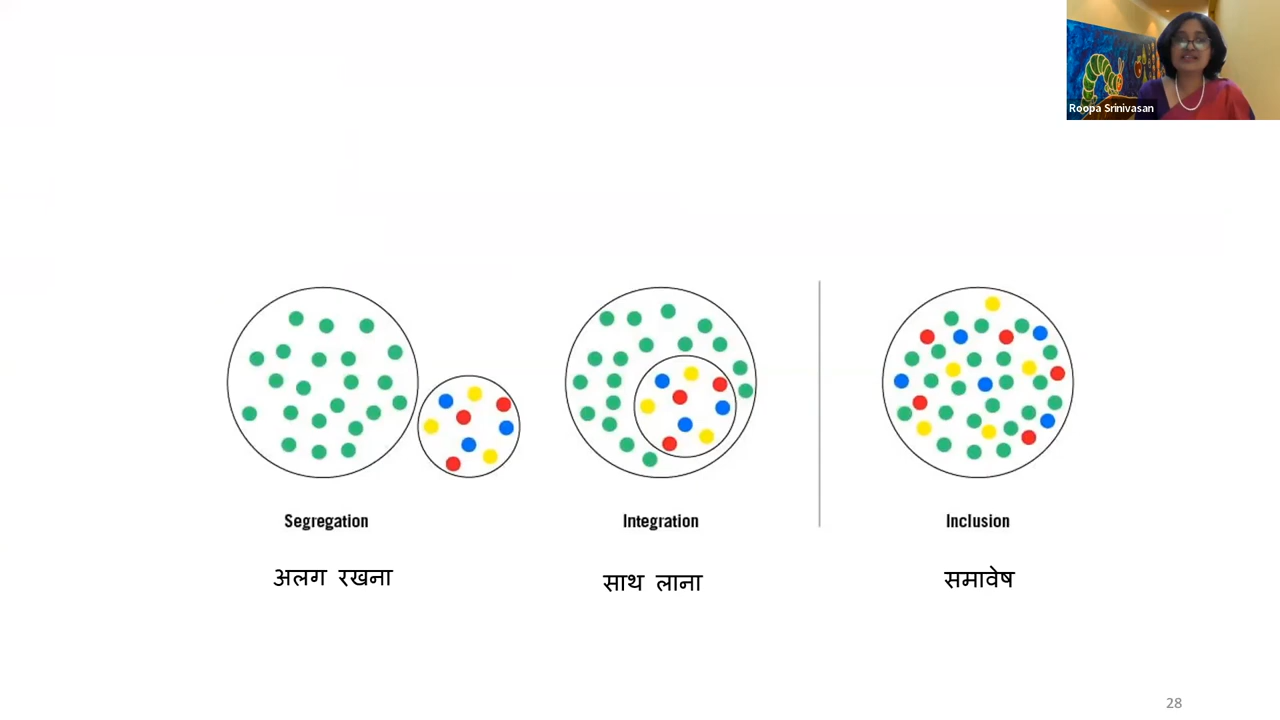 Roopa Srinivasan
Segregation
Integration
Inclusion
अलग रखना
साथ लाना
समावेष
28